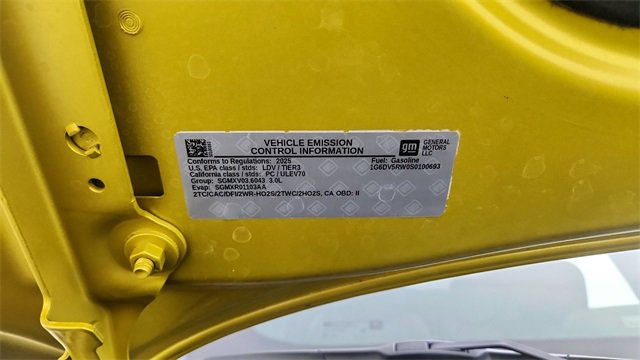 VEHICLE EMISSION
CONTROL INFORMATION
gm
GENERAL
MOTORS
LLC
Conforms to Regulations: 2025
Fuel: Gasoline
U.S. EPA class / stds: LDV / TIER3
1G6DV5RW0S0100693
California class / stds: PC / ULEV70
Group: SGMXV03.6043 3.0L
Evap: SGMXR01103AA
2TC/CAC/DFI/2WR-HO2S/2TWC/2HO2S, CA OBD: II